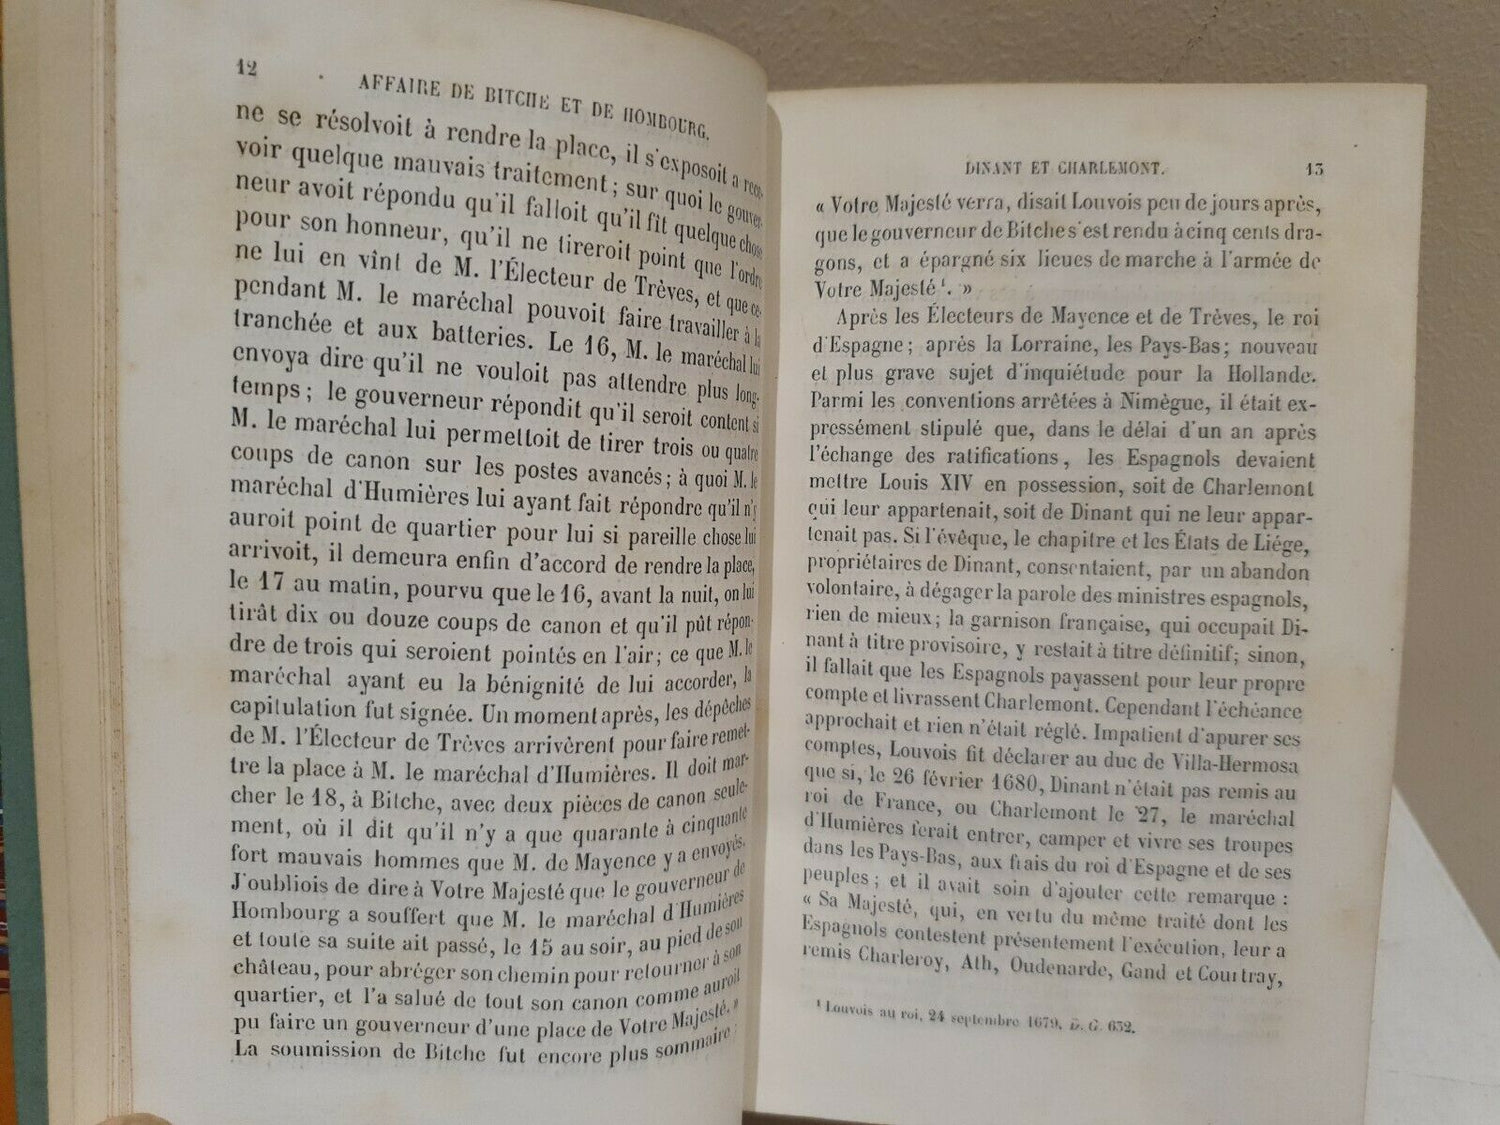 12
AFFAIRE DE BITCHE ET DE HOMBOURG.
ne se résolvoit à rendre la place, il s'exposoit a rece-
voir quelque mauvais traitement; sur quoi le gouver-
neur avoit répondu qu'il falloit qu'il fît quelque chose
pour son honneur, qu'il ne tireroit point que l'ordre
ne lui en vînt de M. l'Électeur de Trèves, et que ce-
pendant M. le maréchal pouvoit faire travailler à la
tranchée et aux batteries. Le 16, M. le maréchal lui
envoya dire qu'il ne vouloit pas attendre plus long-
temps; le gouverneur répondit qu'il seroit content si
M. le maréchal lui permettoit de tirer trois ou quatre
coups de canon sur les postes avancés; à quoi M. le
maréchal d'Humières lui ayant fait répondre qu'il n'y
auroit point de quartier pour lui si pareille chose lui
arrivoit, il demeura enfin d'accord de rendre la place,
le 17 au matin, pourvu que le 16, avant la nuit, on lui
tirât dix ou douze coups de canon et qu'il pût répon-
dre de trois qui seroient pointés en l'air; ce que M. le
maréchal ayant eu la bénignité de lui accorder, la
capitulation fut signée. Un moment après, les dépêches
de M. l'Électeur de Trèves arrivèrent pour faire remet-
tre la place à M. le maréchal d'Humières. Il doit mar-
cher le 18, à Bitche, avec deux pièces de canon seule-
ment, où il dit qu'il n'y a que quarante à cinquante
fort mauvais hommes que M. de Mayence y a envoyés.
J'oubliois de dire à Votre Majesté que le gouverneur de
Hombourg a souffert que M. le maréchal d'Humières
et toute sa suite ait passé, le 15 au soir, au pied de son
château, pour abréger son chemin pour retourner à son
quartier, et l'a salué de tout son canon comme auroit
pu faire un gouverneur d'une place de Votre Majesté. »
La soumission de Bitche fut encore plus sommaire :
DINANT ET CHARLEMONT.
13
« Votre Majesté verra, disait Louvois peu de jours après,
que le gouverneur de Bitche s'est rendu à cinq cents dra-
gons, et a épargné six lieues de marche à l'armée de
Votre Majesté¹. »
Après les Électeurs de Mayence et de Trèves, le roi
d'Espagne; après la Lorraine, les Pays-Bas; nouveau
et plus grave sujet d'inquiétude pour la Hollande.
Parmi les conventions arrêtées à Nimègue, il était ex-
pressément stipulé que, dans le délai d'un an après
l'échange des ratifications, les Espagnols devaient
mettre Louis XIV en possession, soit de Charlemont
qui leur appartenait, soit de Dinant qui ne leur appar-
tenait pas. Si l'évêque, le chapitre et les États de Liége,
propriétaires de Dinant, consentaient, par un abandon
volontaire, à dégager la parole des ministres espagnols,
rien de mieux; la garnison française, qui occupait Di-
nant à titre provisoire, y restait à titre définitif; sinon,
il fallait que les Espagnols payassent pour leur propre
compte et livrassent Charlemont. Cependant l'échéance
approchait et rien n'était réglé. Impatient d'apurer ses
comptes, Louvois fit déclarer au duc de Villa-Hermosa
que si, le 26 février 1680, Dinant n'était pas remis au
roi de France, ou Charlemont le 27, le maréchal
d'Humières ferait entrer, camper et vivre ses troupes
dans les Pays-Bas, aux frais du roi d'Espagne et de ses
peuples; et il avait soin d'ajouter cette remarque :
« Sa Majesté, qui, en vertu du même traité dont les
Espagnols contestent présentement l'exécution, leur a
remis Charleroy, Ath, Oudenarde, Gand et Courtray,
¹ Louvois au roi, 24 septembre 1679. D. G. 632.